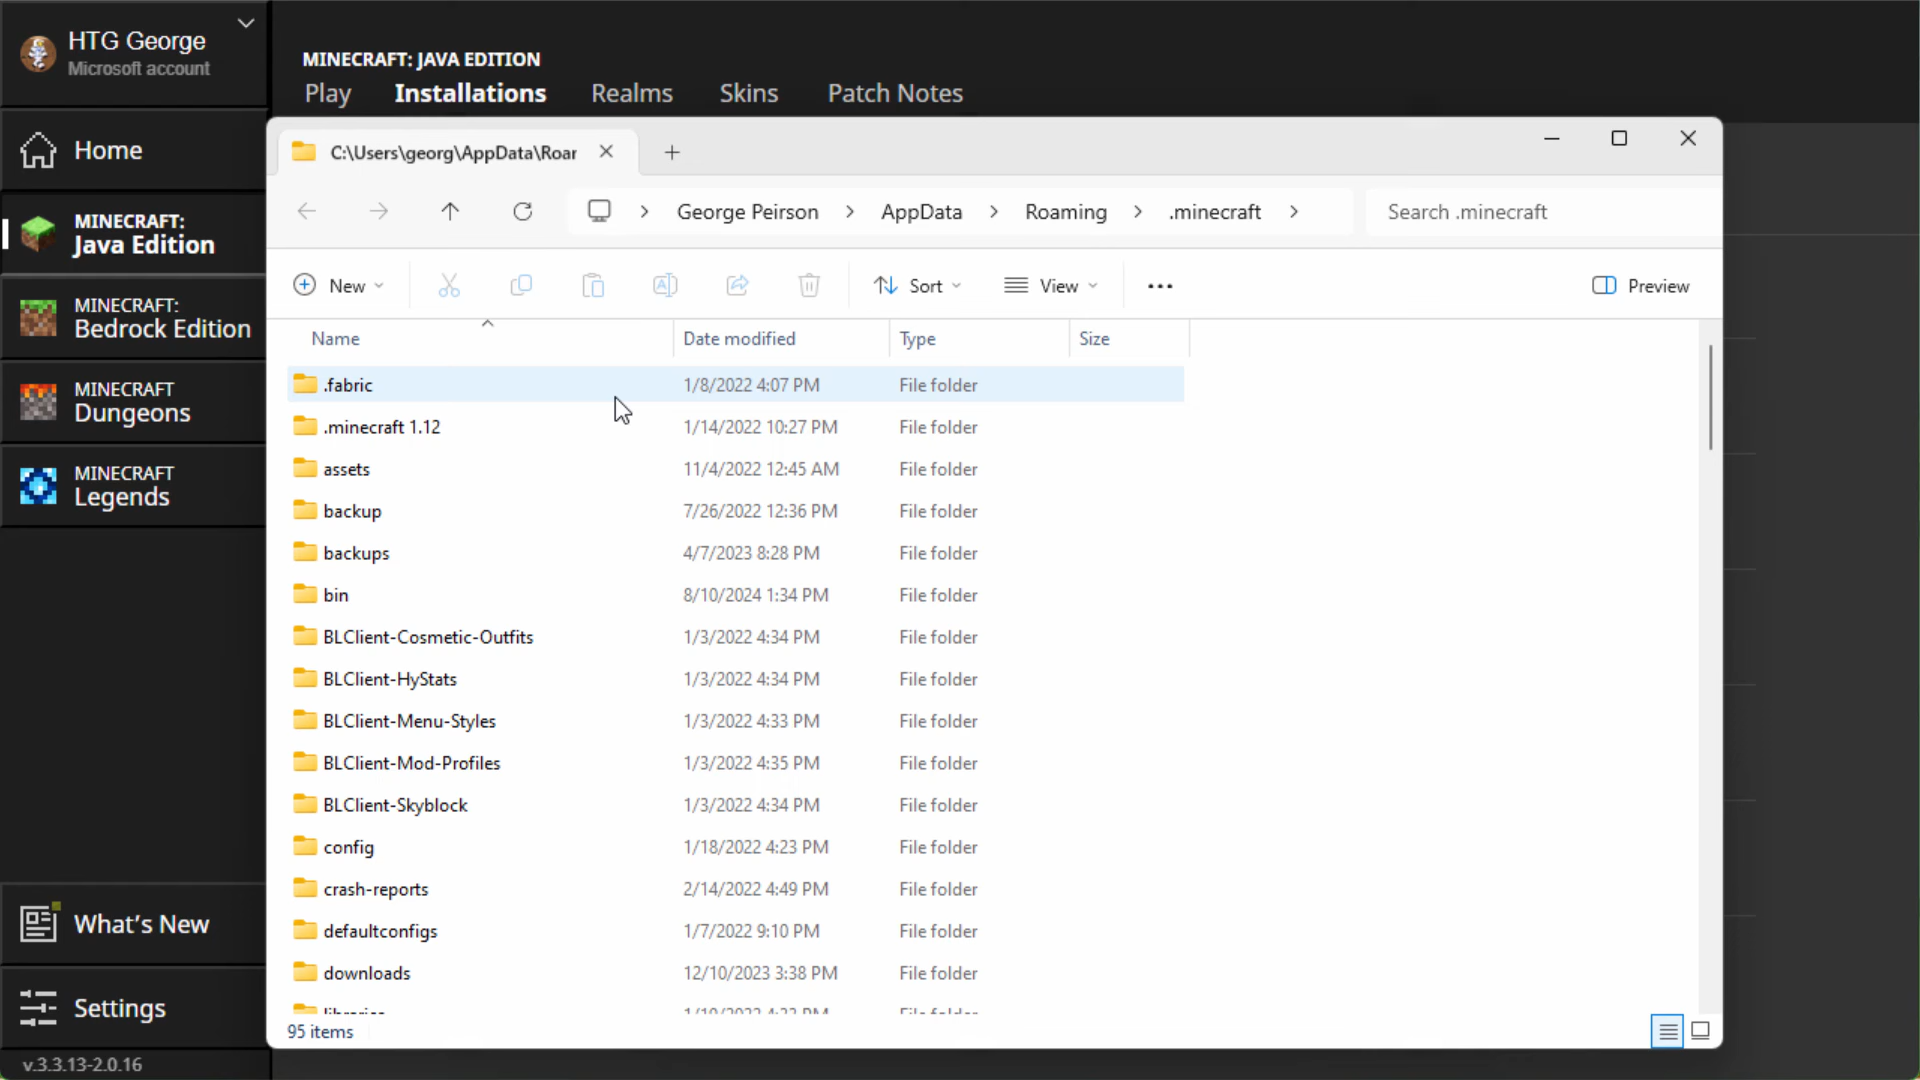 HTG George
Microsoft account
Home
MINECRAFT:
Java Edition
MINECRAFT:
Bedrock Edition
MINECRAFT
Dungeons
MINECRAFT
Legends
What's New
Settings
v.3.3.13-2.0.16
MINECRAFT: JAVA EDITION
Play Installations Realms Skins Patch Notes
C:\Users\georg\AppData\Roar
George Peirson > AppData > Roaming > .minecraft >
Search .minecraft
New Sort View ... Preview
Name Date modified Type Size
.fabric 1/8/2022 4:07 PM File folder
.minecraft 1.12 1/14/2022 10:27 PM File folder
assets 11/4/2022 12:45 AM File folder
backup 7/26/2022 12:36 PM File folder
backups 4/7/2023 8:28 PM File folder
bin 8/10/2024 1:34 PM File folder
BLClient-Cosmetic-Outfits 1/3/2022 4:34 PM File folder
BLClient-HyStats 1/3/2022 4:34 PM File folder
BLClient-Menu-Styles 1/3/2022 4:33 PM File folder
BLClient-Mod-Profiles 1/3/2022 4:35 PM File folder
BLClient-Skyblock 1/3/2022 4:34 PM File folder
config 1/18/2022 4:23 PM File folder
crash-reports 2/14/2022 4:49 PM File folder
defaultconfigs 1/7/2022 9:10 PM File folder
downloads 12/10/2023 3:38 PM File folder
95 items